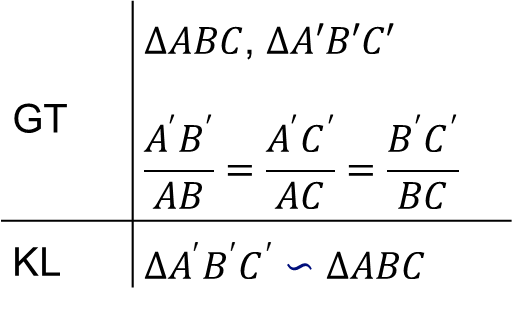 GT
ΔABC, ΔA′B′C′
A′B′/AB = A′C′/AC = B′C′/BC
KL
ΔA′B′C′ ∽ ΔABC